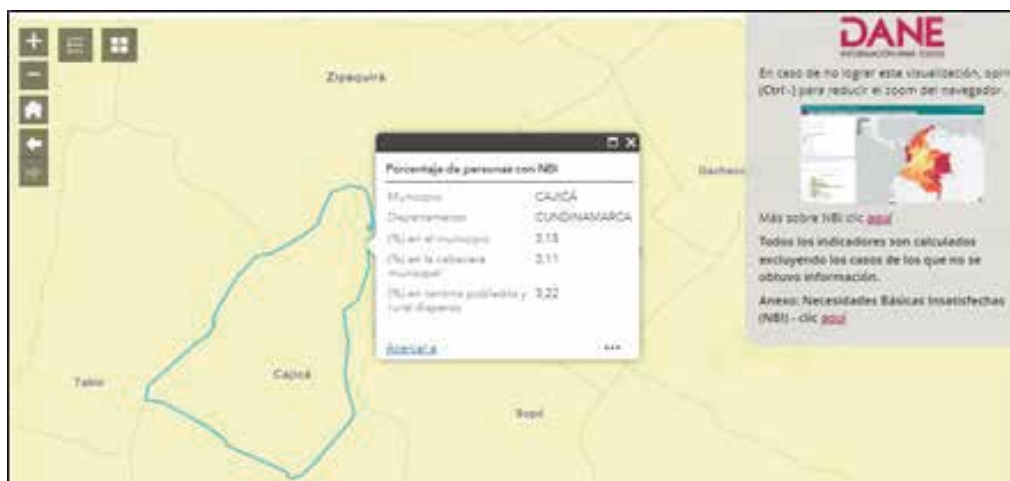 DANE
INFORMACIÓN PARA TODOS
En caso de no lograr esta visualización,
(Ctrl -) para reducir el zoom del navegador.
Más sobre NBI clic aquí
Todos los indicadores son calculados
excluyendo los casos de los que no se
obtuvo información.
Anexo: Necesidades Básicas Insatisfechas
(NBI) - clic aquí
Zipaquirá
Porcentaje de personas con NBI
Municipio CAJICÁ
Departamento CUNDINAMARCA
(%) en el municipio 3,13
(%) en la cabecera 3,11
municipal
(%) en centros poblados y 3,22
rural disperso
Acercar a
Tabio
Cajicá
Sopó